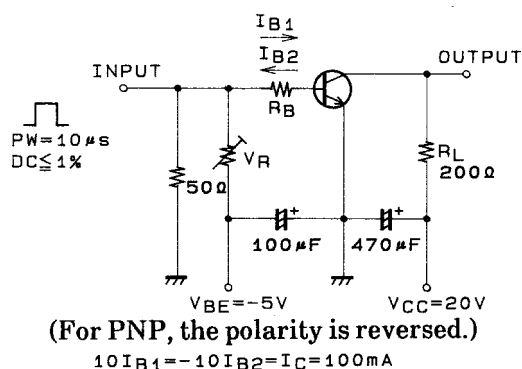 IB1
IB2
INPUT
OUTPUT
RB
PW=10μs
DC≦1%
VR
RL
50Ω
200Ω
100μF
470μF
+
+
VBE=-5V
VCC=20V
(For PNP, the polarity is reversed.)
10IB1=-10IB2=IC=100mA